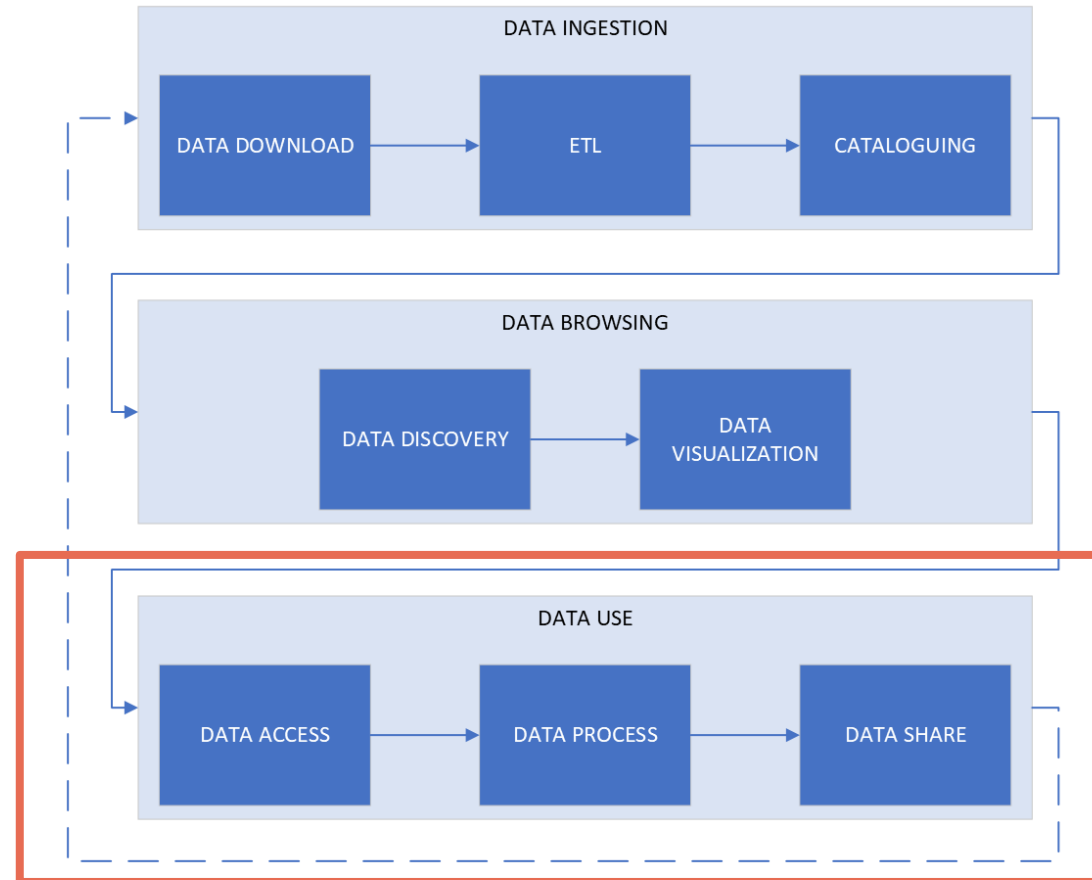 DATA INGESTION
DATA DOWNLOAD
ETL
CATALOGUING
DATA BROWSING
DATA DISCOVERY
DATA
VISUALIZATION
DATA USE
DATA ACCESS
DATA PROCESS
DATA SHARE